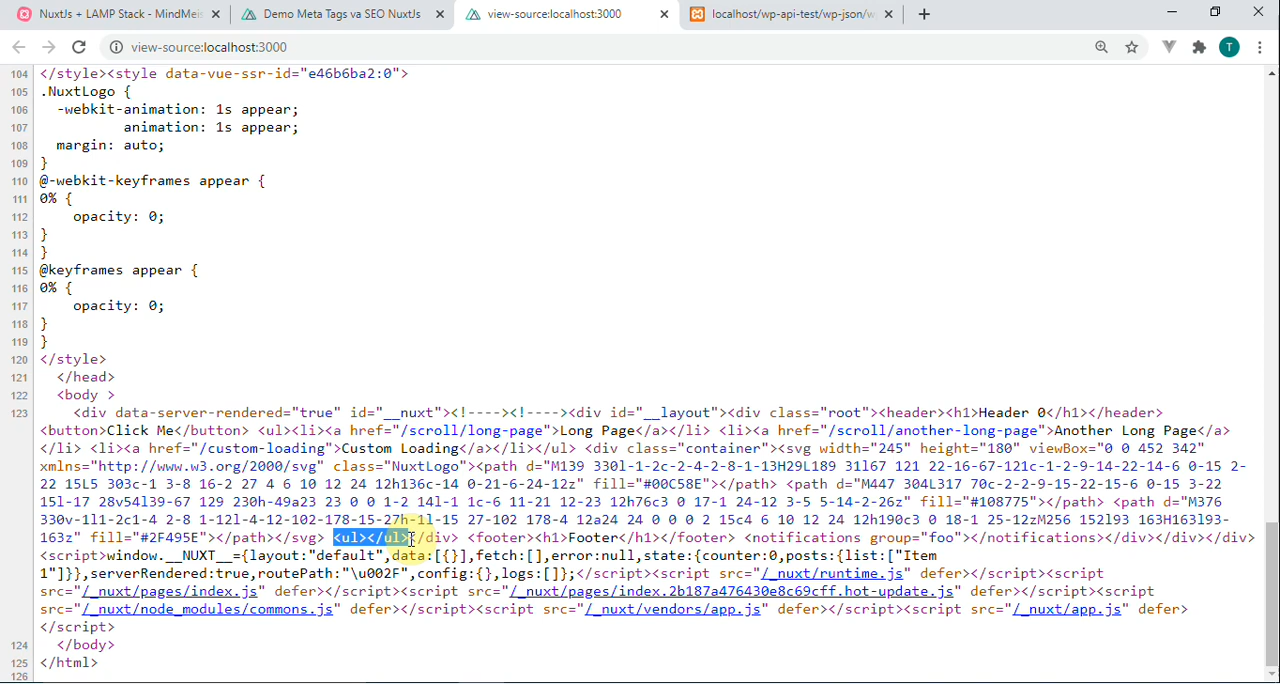 NuxtJs + LAMP Stack - MindMeis
Demo Meta Tags va SEO NuxtJs
view-source:localhost:3000
localhost/wp-api-test/wp-json/w
view-source:localhost:3000
T
104 </style><style data-vue-ssr-id="e46b6ba2:0">
105 .NuxtLogo {
106 -webkit-animation: 1s appear;
107 animation: 1s appear;
108 margin: auto;
109 }
110 @-webkit-keyframes appear {
111 0% {
112 opacity: 0;
113 }
114 }
115 @keyframes appear {
116 0% {
117 opacity: 0;
118 }
119 }
120 </style>
121 </head>
122 <body >
123 <div data-server-rendered="true" id="__nuxt"><!----><!----><div id="__layout"><div class="root"><header><h1>Header 0</h1></header>
<button>Click Me</button> <ul><li><a href="/scroll/long-page">Long Page</a></li> <li><a href="/scroll/another-long-page">Another Long Page</a>
</li> <li><a href="/custom-loading">Custom Loading</a></li></ul> <div class="container"><svg width="245" height="180" viewBox="0 0 452 342"
xmlns="http://www.w3.org/2000/svg" class="NuxtLogo"><path d="M139 330l-1-2c-2-4-2-8-1-13H29L189 31l67 121 22-16-67-121c-1-2-9-14-22-14-6 0-15 2-
22 15L5 303c-1 3-8 16-2 27 4 6 10 12 24 12h136c-14 0-21-6-24-12z" fill="#00C58E"></path> <path d="M447 304L317 70c-2-2-9-15-22-15-6 0-15 3-22
15l-17 28v54l39-67 129 230h-49a23 23 0 0 1-2 14l-1 1c-6 11-21 12-23 12h76c3 0 17-1 24-12 3-5 5-14-2-26z" fill="#108775"></path> <path d="M376
330v-1l1-2c1-4 2-8 1-12l-4-12-102-178-15-27h-1l-15 27-102 178-4 12a24 24 0 0 0 2 15c4 6 10 12 24 12h190c3 0 18-1 25-12zM256 152l93 163H163l93-
163z" fill="#2F495E"></path></svg> <ul></ul></div> <footer><h1>Footer</h1></footer> <notifications group="foo"></notifications></div></div></div>
<script>window.__NUXT__={layout:"default",data:[{}],fetch:[],error:null,state:{counter:0,posts:{list:["Item
1"]}},serverRendered:true,routePath:"\u002F",config:{},logs:[]};</script><script src="/_nuxt/runtime.js" defer></script><script
src="/_nuxt/pages/index.js" defer></script><script src="/_nuxt/pages/index.2b187a476430e8c69cff.hot-update.js" defer></script><script
src="/_nuxt/node_modules/commons.js" defer></script><script src="/_nuxt/vendors/app.js" defer></script><script src="/_nuxt/app.js" defer>
</script>
124 </body>
125 </html>
126